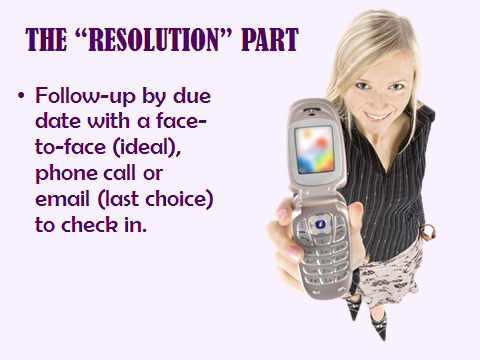 THE “RESOLUTION” PART
• Follow-up by due
date with a face-
to-face (ideal),
phone call or
email (last choice)
to check in.